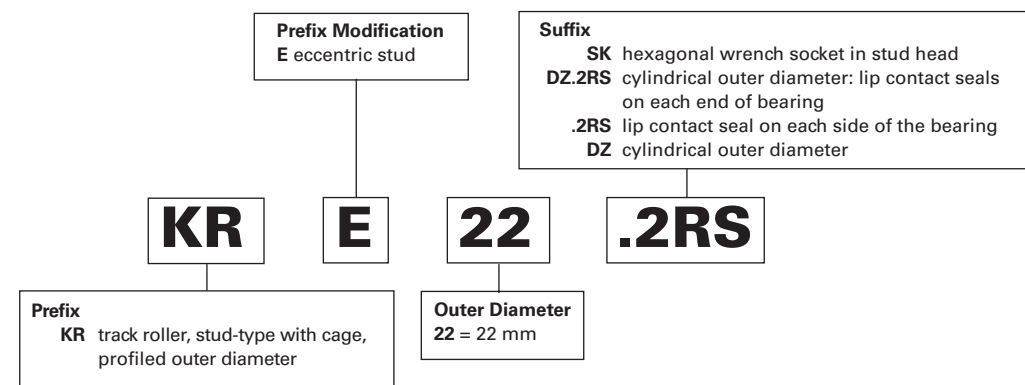 Prefix Modification
E eccentric stud
Suffix
SK hexagonal wrench socket in stud head
DZ.2RS cylindrical outer diameter: lip contact seals
on each end of bearing
.2RS lip contact seal on each side of the bearing
DZ cylindrical outer diameter
KR E 22 .2RS
Prefix
KR track roller, stud-type with cage,
profiled outer diameter
Outer Diameter
22 = 22 mm